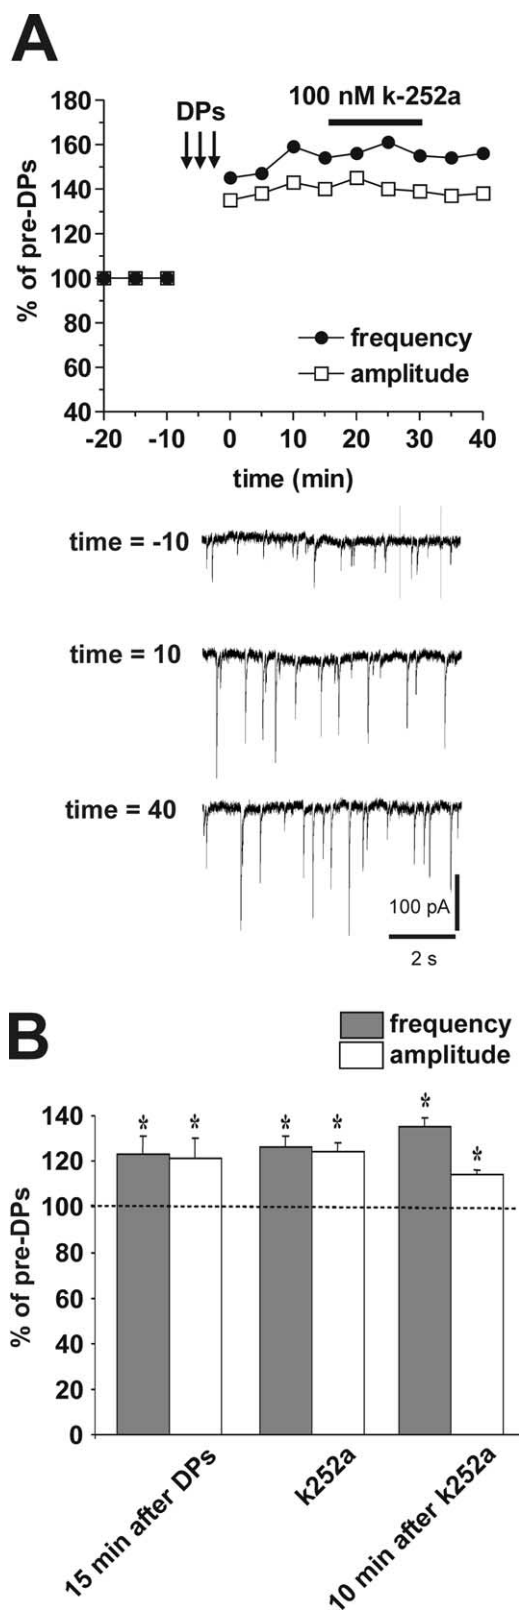 A
100 nM k-252a
DPs
180
160
140
120
100
80
60
40
% of pre-DPs
frequency
amplitude
-20 -10 0 10 20 30 40
time (min)
time = -10
time = 10
time = 40
100 pA
2 s
B
frequency
amplitude
140
120
100
80
60
40
20
0
% of pre-DPs
* * * * * *
15 min after DPs
k252a
10 min after k252a